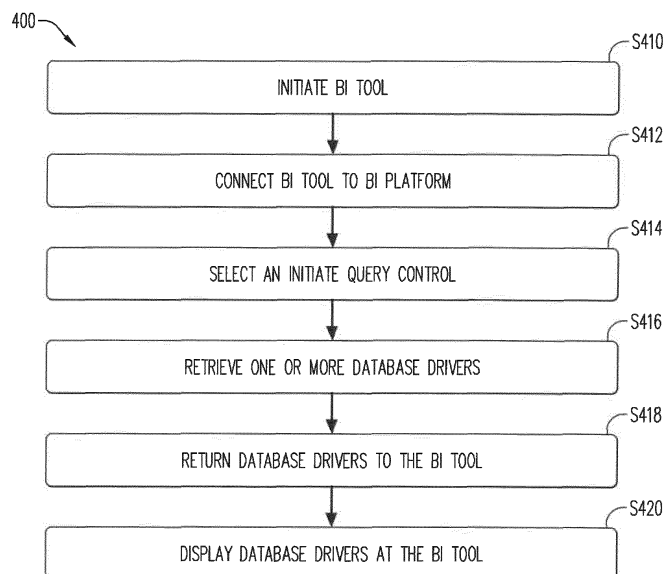 400
S410
INITIATE BI TOOL
S412
CONNECT BI TOOL TO BI PLATFORM
S414
SELECT AN INITIATE QUERY CONTROL
S416
RETRIEVE ONE OR MORE DATABASE DRIVERS
S418
RETURN DATABASE DRIVERS TO THE BI TOOL
S420
DISPLAY DATABASE DRIVERS AT THE BI TOOL